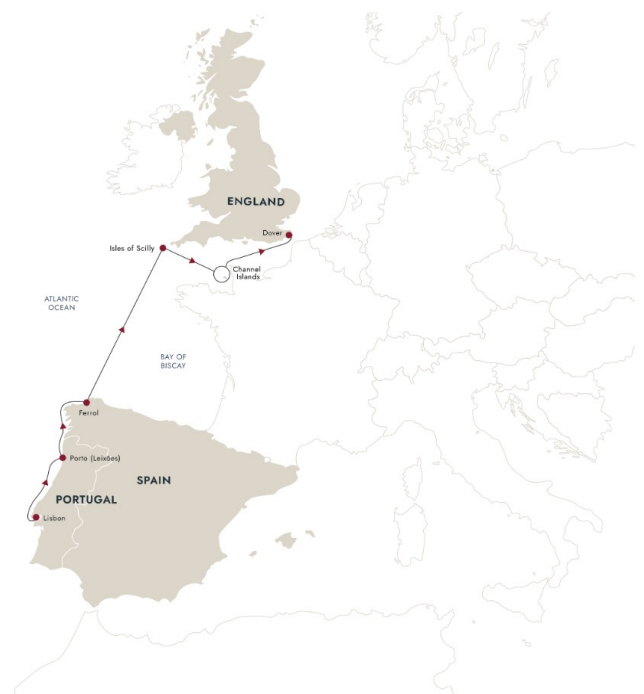 ENGLAND
Dover
Isles of Scilly
Channel
Islands
ATLANTIC
OCEAN
BAY OF
BISCAY
Ferrol
Porto (Leixões)
SPAIN
PORTUGAL
Lisbon